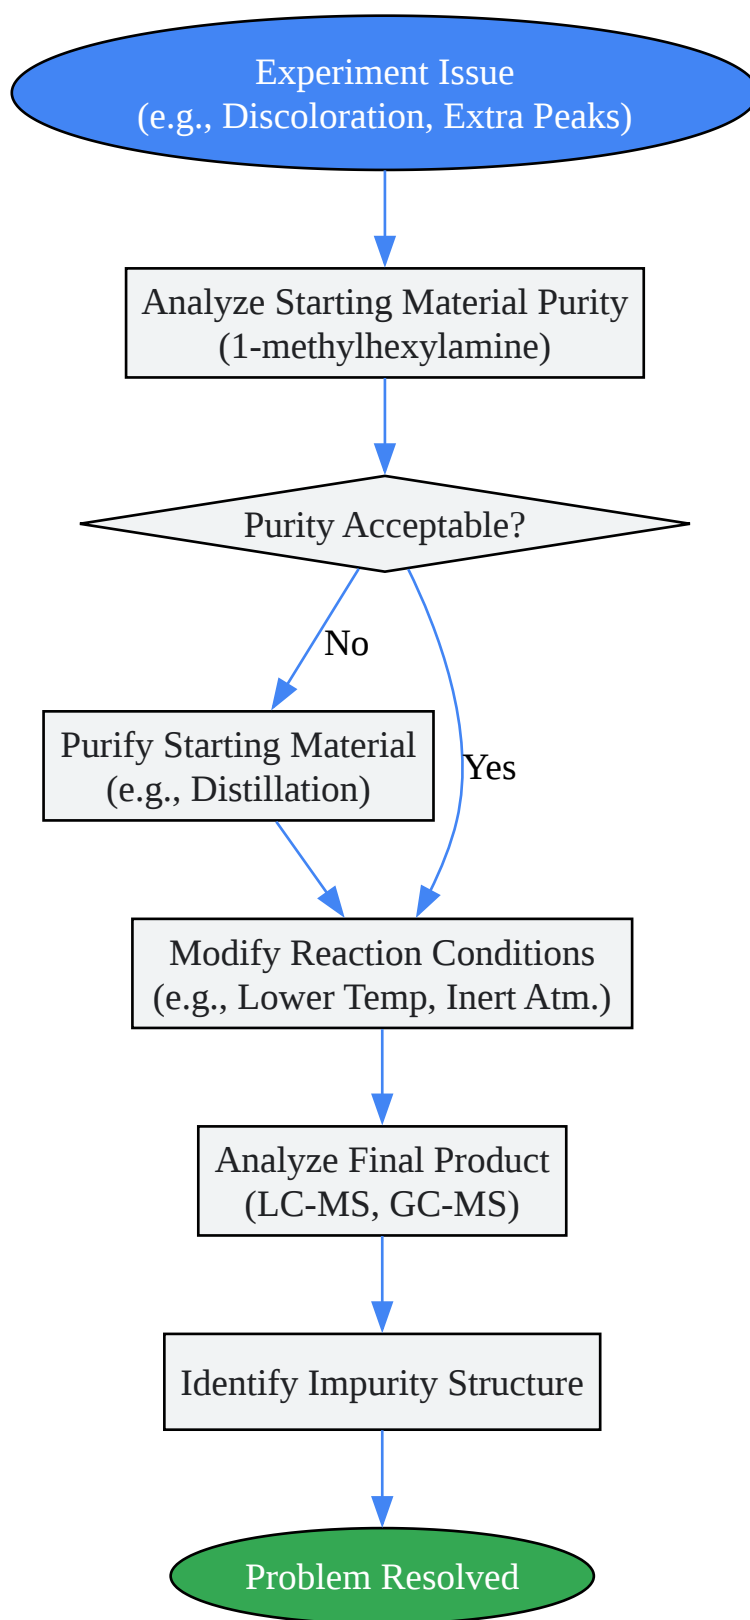 Experiment Issue
(e.g., Discoloration, Extra Peaks)
Analyze Starting Material Purity
(1-methylhexylamine)
Purity Acceptable?
No
Purify Starting Material
(e.g., Distillation)
Yes
Modify Reaction Conditions
(e.g., Lower Temp, Inert Atm.)
Analyze Final Product
(LC-MS, GC-MS)
Identify Impurity Structure
Problem Resolved